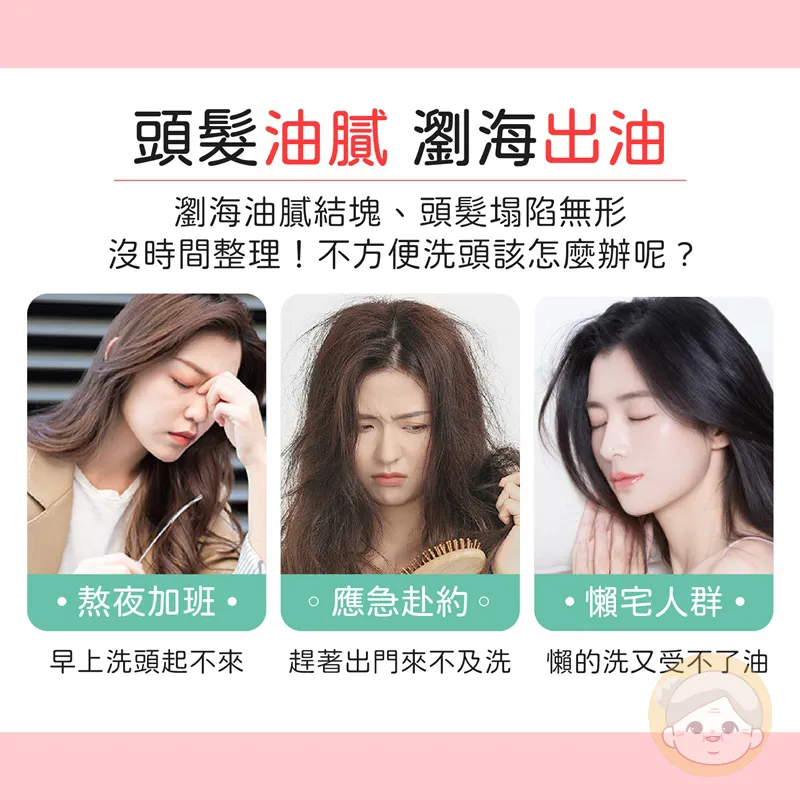 頭髮油膩 瀏海出油
瀏海油膩結塊、頭髮塌陷無形
沒時間整理！不方便洗頭該怎麼辦呢？
•熬夜加班•
◦應急赴約◦
•懶宅人群•
早上洗頭起不來
趕著出門來不及洗
懶的洗又受不了油